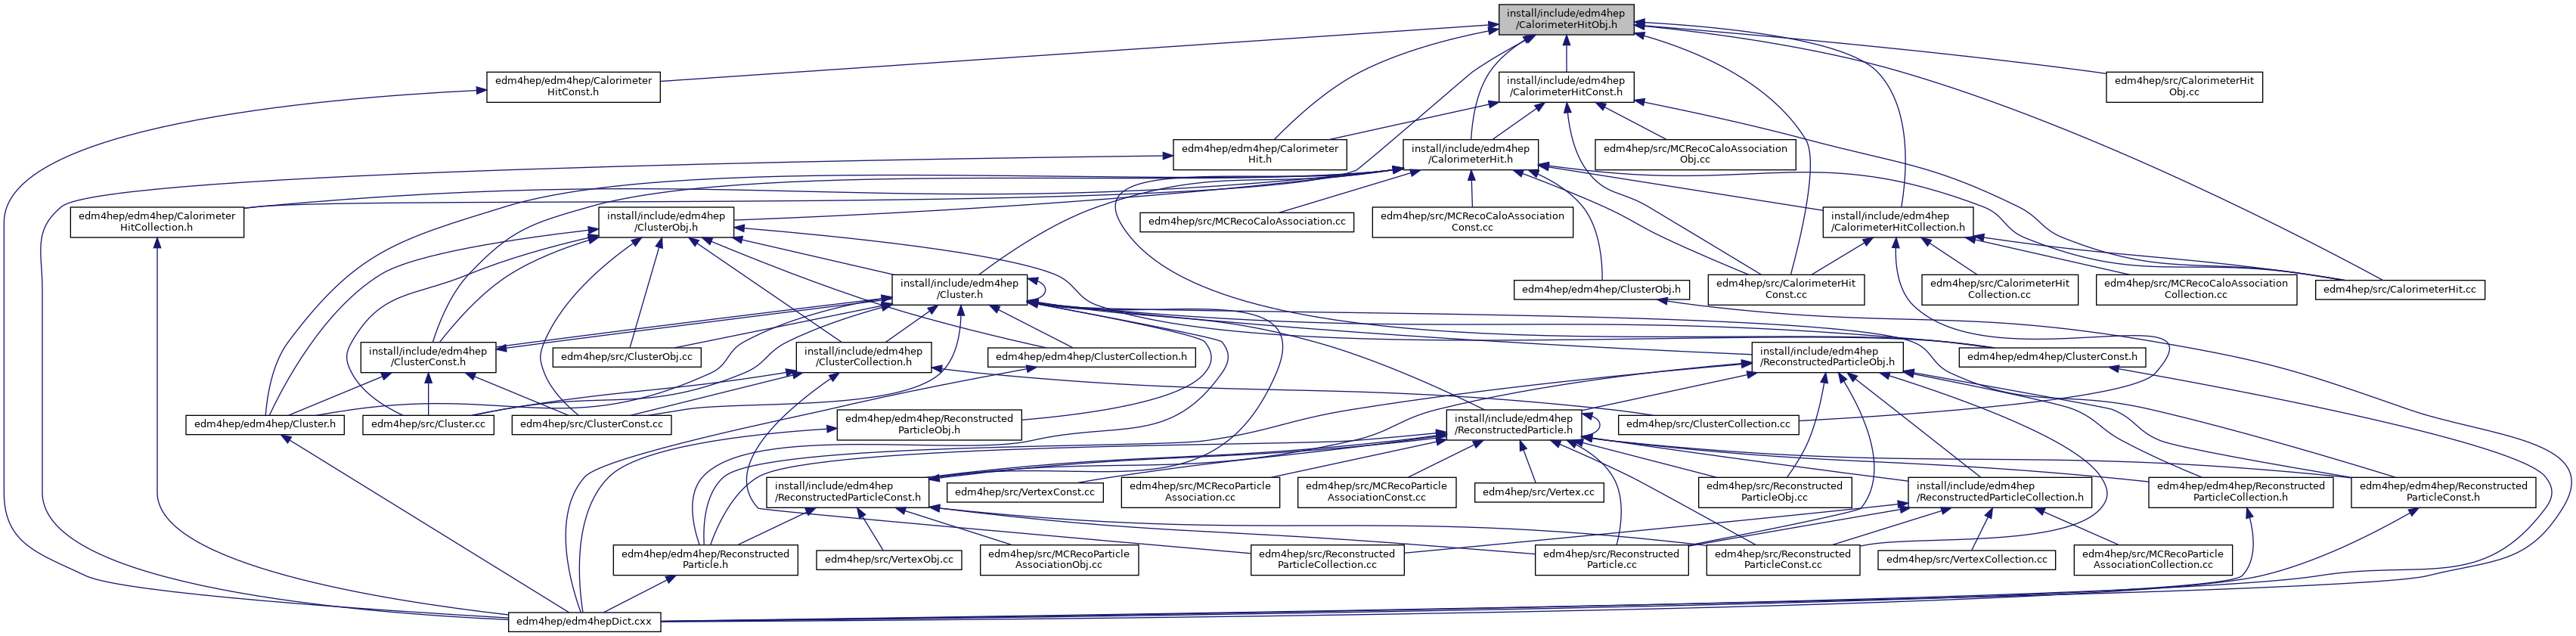 install/include/edm4hep
/CalorimeterHitObj.h
edm4hep/edm4hep/Calorimeter
HitConst.h
install/include/edm4hep
/CalorimeterHitConst.h
edm4hep/src/CalorimeterHit
Obj.cc
edm4hep/edm4hep/Calorimeter
Hit.h
install/include/edm4hep
/CalorimeterHit.h
edm4hep/src/MCRecoCaloAssociation
Obj.cc
edm4hep/edm4hep/Calorimeter
HitCollection.h
install/include/edm4hep
/ClusterObj.h
edm4hep/src/MCRecoCaloAssociation.cc
edm4hep/src/MCRecoCaloAssociation
Const.cc
install/include/edm4hep
/CalorimeterHitCollection.h
install/include/edm4hep
/Cluster.h
edm4hep/edm4hep/ClusterObj.h
edm4hep/src/CalorimeterHit
Const.cc
edm4hep/src/CalorimeterHit
Collection.cc
edm4hep/src/MCRecoCaloAssociation
Collection.cc
edm4hep/src/CalorimeterHit.cc
install/include/edm4hep
/ClusterConst.h
edm4hep/src/ClusterObj.cc
install/include/edm4hep
/ClusterCollection.h
edm4hep/edm4hep/ClusterCollection.h
install/include/edm4hep
/ReconstructedParticleObj.h
edm4hep/edm4hep/ClusterConst.h
edm4hep/edm4hep/Cluster.h
edm4hep/src/Cluster.cc
edm4hep/src/ClusterConst.cc
edm4hep/edm4hep/Reconstructed
ParticleObj.h
install/include/edm4hep
/ReconstructedParticle.h
edm4hep/src/ClusterCollection.cc
install/include/edm4hep
/ReconstructedParticleConst.h
edm4hep/src/VertexConst.cc
edm4hep/src/MCRecoParticle
Association.cc
edm4hep/src/MCRecoParticle
AssociationConst.cc
edm4hep/src/Vertex.cc
edm4hep/src/Reconstructed
ParticleObj.cc
install/include/edm4hep
/ReconstructedParticleCollection.h
edm4hep/edm4hep/Reconstructed
ParticleCollection.h
edm4hep/edm4hep/Reconstructed
ParticleConst.h
edm4hep/edm4hep/Reconstructed
Particle.h
edm4hep/src/VertexObj.cc
edm4hep/src/MCRecoParticle
AssociationObj.cc
edm4hep/src/Reconstructed
ParticleCollection.cc
edm4hep/src/Reconstructed
Particle.cc
edm4hep/src/Reconstructed
ParticleConst.cc
edm4hep/src/VertexCollection.cc
edm4hep/src/MCRecoParticle
AssociationCollection.cc
edm4hep/edm4hepDict.cxx